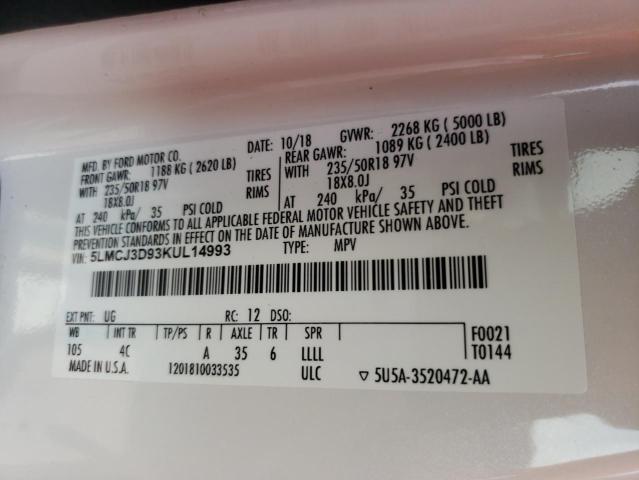 MFD. BY FORD MOTOR CO. DATE: 10/18 GVWR: 2268 KG ( 5000 LB)
FRONT GAWR: 1188 KG ( 2620 LB) REAR GAWR: 1089 KG ( 2400 LB)
WITH 235/50R18 97V TIRES WITH 235/50R18 97V TIRES
18X8.0J RIMS 18X8.0J RIMS
AT 240 kPa/ 35 PSI COLD AT 240 kPa/ 35 PSI COLD
THIS VEHICLE CONFORMS TO ALL APPLICABLE FEDERAL MOTOR VEHICLE SAFETY AND THEFT
PREVENTION STANDARDS IN EFFECT ON THE DATE OF MANUFACTURE SHOWN ABOVE.
VIN: 5LMCJ3D93KUL14993 TYPE: MPV
EXT PNT: UG RC: 12 DSO: F0021
WB INT TR TP/PS R AXLE TR SPR T0144
105 4C A 35 6 LLLL
MADE IN U.S.A. 1201810033535 ULC ▽ 5U5A-3520472-AA